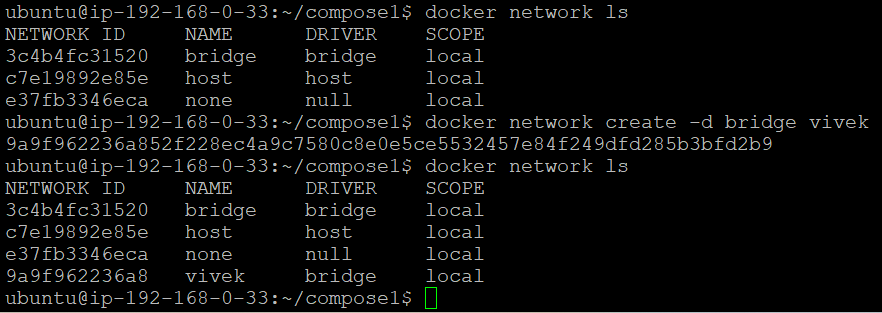 ubuntu@ip-192-168-0-33:~/compose1$ docker network ls
NETWORK ID     NAME      DRIVER    SCOPE
3c4b4fc31520   bridge    bridge    local
c7e19892e85e   host      host      local
e37fb3346eca   none      null      local
ubuntu@ip-192-168-0-33:~/compose1$ docker network create -d bridge vivek
9a9f962236a852f228ec4a9c7580c8e0e5ce5532457e84f249dfd285b3bfd2b9
ubuntu@ip-192-168-0-33:~/compose1$ docker network ls
NETWORK ID     NAME      DRIVER    SCOPE
3c4b4fc31520   bridge    bridge    local
c7e19892e85e   host      host      local
e37fb3346eca   none      null      local
9a9f962236a8   vivek     bridge    local
ubuntu@ip-192-168-0-33:~/compose1$